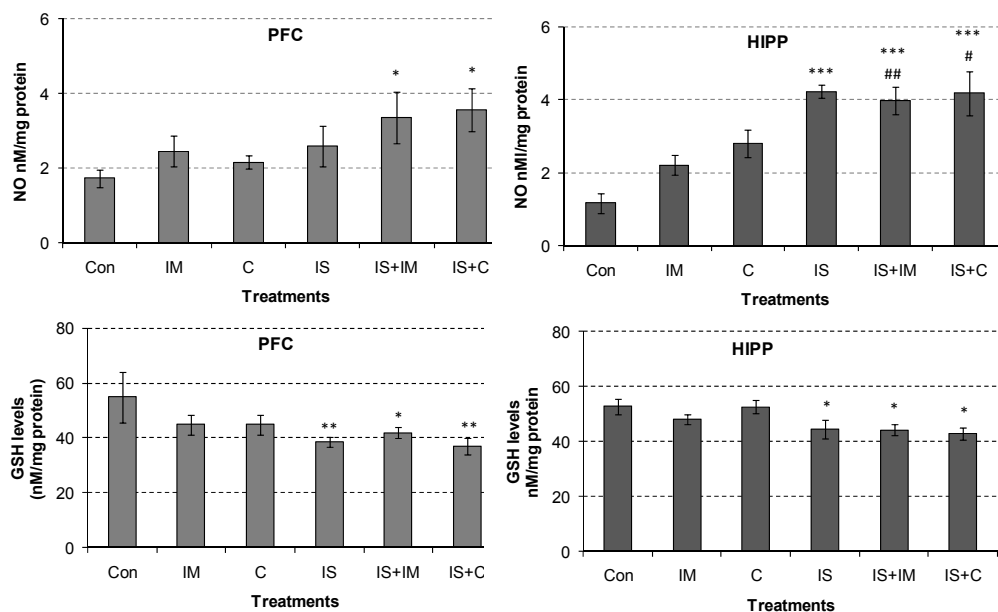 PFC
NO nM/mg protein
6
4
2
0
*
*
Con IM C IS IS+IM IS+C
Treatments
HIPP
NO nMl/mg protein
6
4
2
0
***
***
##
***
#
Con IM C IS IS+IM IS+C
Treatments
PFC
GSH levels
(nM/mg protein)
80
60
40
20
0
**
*
**
Con IM C IS IS+IM IS+C
Treatments
HIPP
GSH levels
nM/mg protein
80
60
40
20
0
*
*
*
Con IM C IS IS+IM IS+C
Treatments